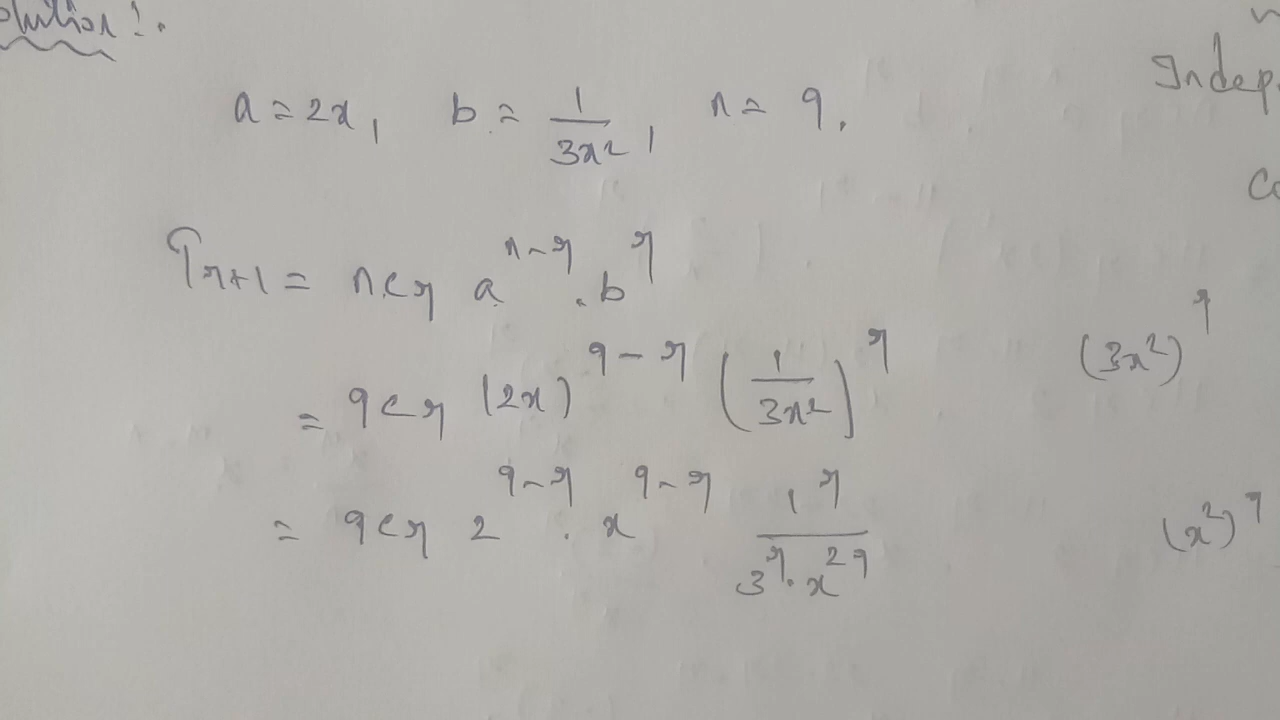 a = 2x, b = 1/3x², n = 9.
Indep
T_{r+1} = nCr a^{n-r} . b^r
= 9Cr (2x)^{9-r} (1/3x²)^r (3x²)^r
= 9Cr 2^{9-r} . x^{9-r} 1^r/3^r . x^{2r} (x²)^r